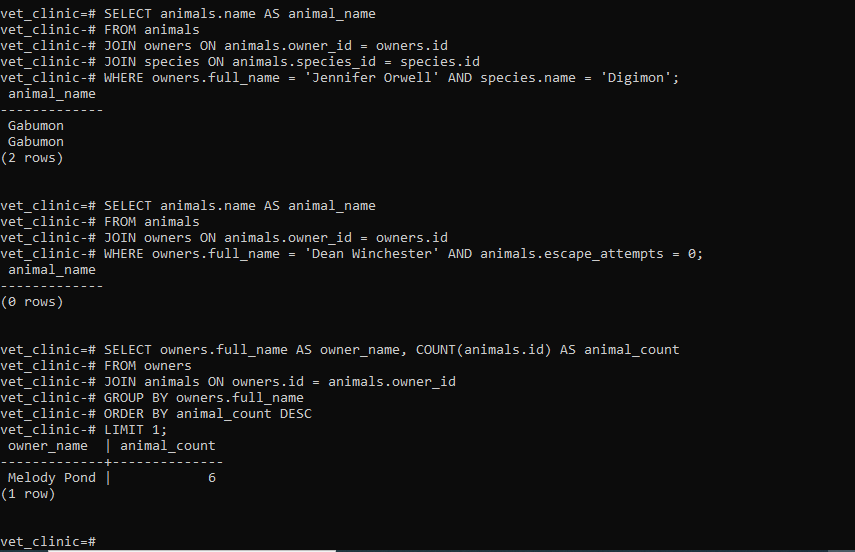 vet_clinic=# SELECT animals.name AS animal_name
vet_clinic-# FROM animals
vet_clinic-# JOIN owners ON animals.owner_id = owners.id
vet_clinic-# JOIN species ON animals.species_id = species.id
vet_clinic-# WHERE owners.full_name = 'Jennifer Orwell' AND species.name = 'Digimon';
 animal_name
-------------
 Gabumon
 Gabumon
(2 rows)

vet_clinic=# SELECT animals.name AS animal_name
vet_clinic-# FROM animals
vet_clinic-# JOIN owners ON animals.owner_id = owners.id
vet_clinic-# WHERE owners.full_name = 'Dean Winchester' AND animals.escape_attempts = 0;
 animal_name
-------------
(0 rows)

vet_clinic=# SELECT owners.full_name AS owner_name, COUNT(animals.id) AS animal_count
vet_clinic-# FROM owners
vet_clinic-# JOIN animals ON owners.id = animals.owner_id
vet_clinic-# GROUP BY owners.full_name
vet_clinic-# ORDER BY animal_count DESC
vet_clinic-# LIMIT 1;
 owner_name  | animal_count
-------------+--------------
 Melody Pond |            6
(1 row)

vet_clinic=#